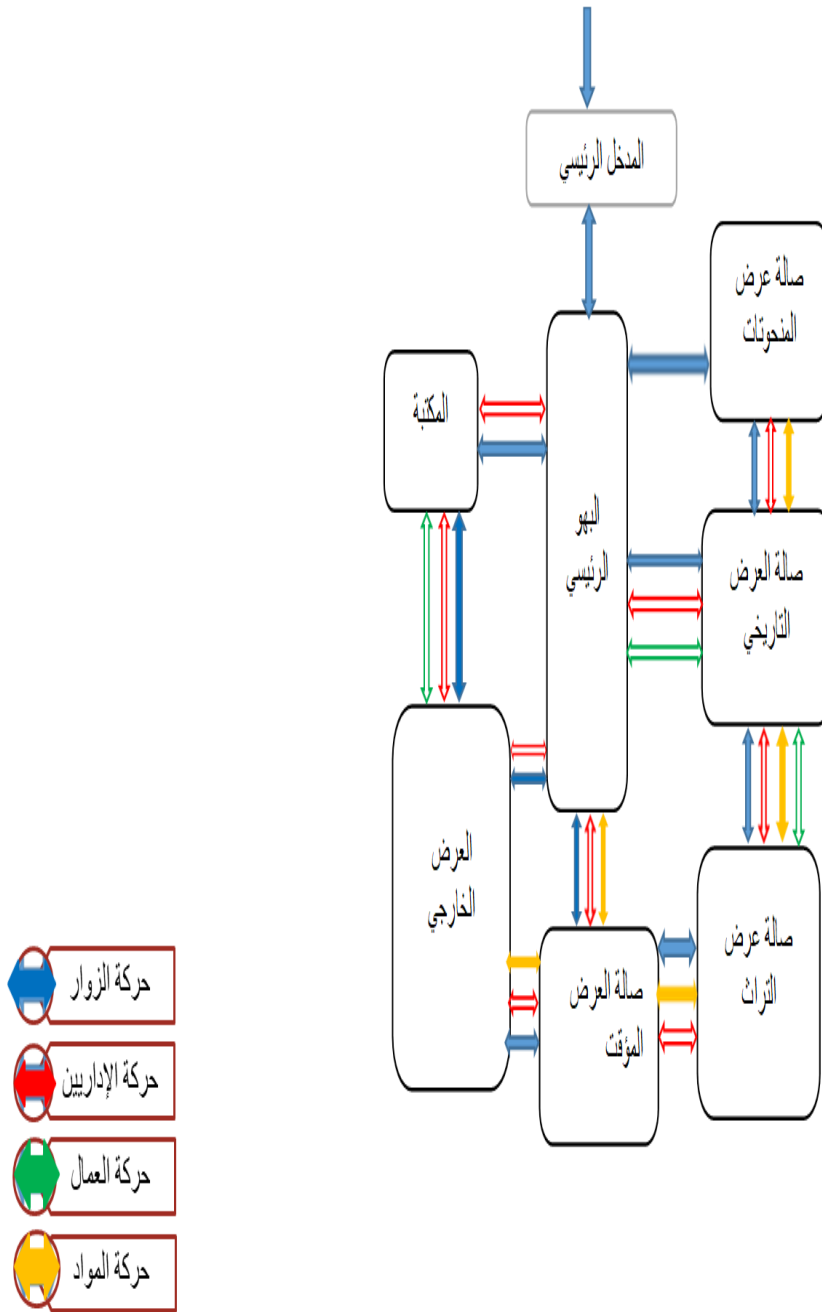 المدخل الرئيسي
صالة عرض
المنحوتات
المكتبة
البهو
الرئيسي
صالة العرض
التاريخي
العرض
الخارجي
صالة العرض
المؤقت
صالة عرض
التراث
حركة الزوار
حركة الإداريين
حركة العمال
حركة المواد